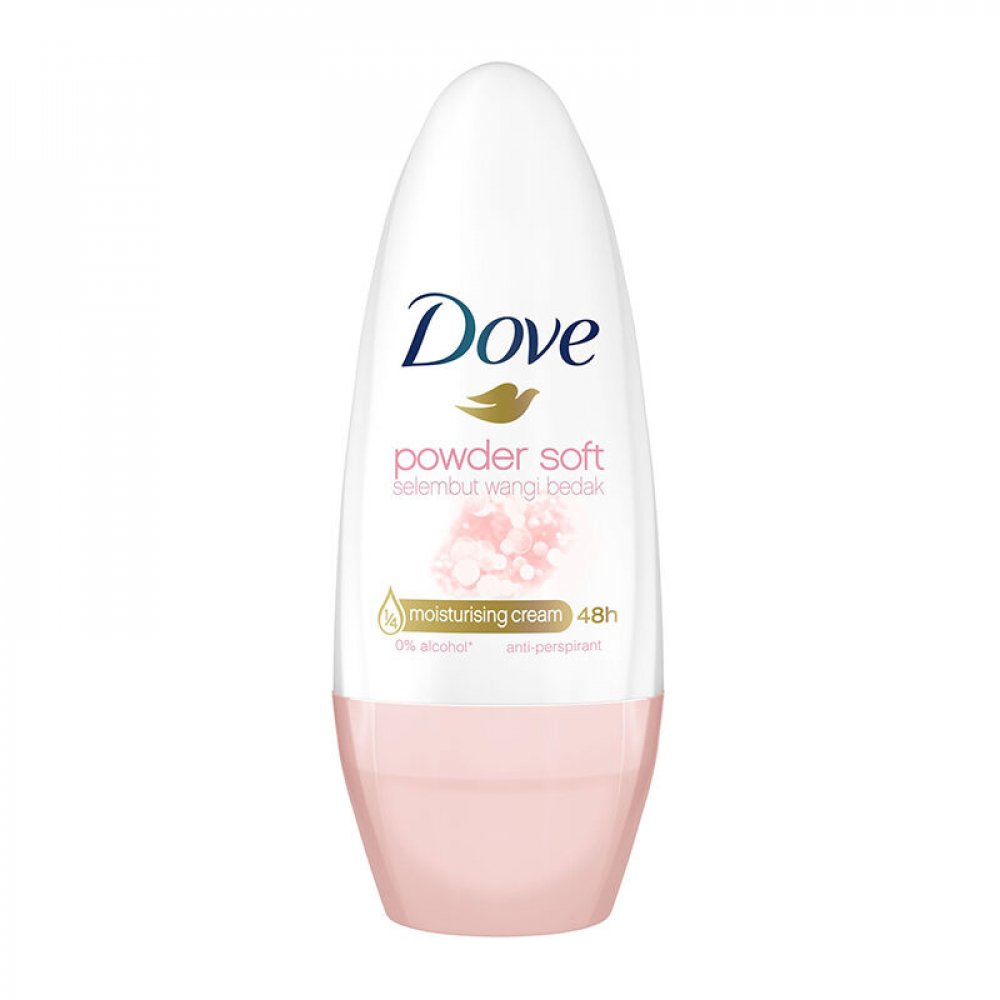 Dove
powder soft
selembut wangi bedak
1/4 moisturising cream 48h
0% alcohol* anti-perspirant